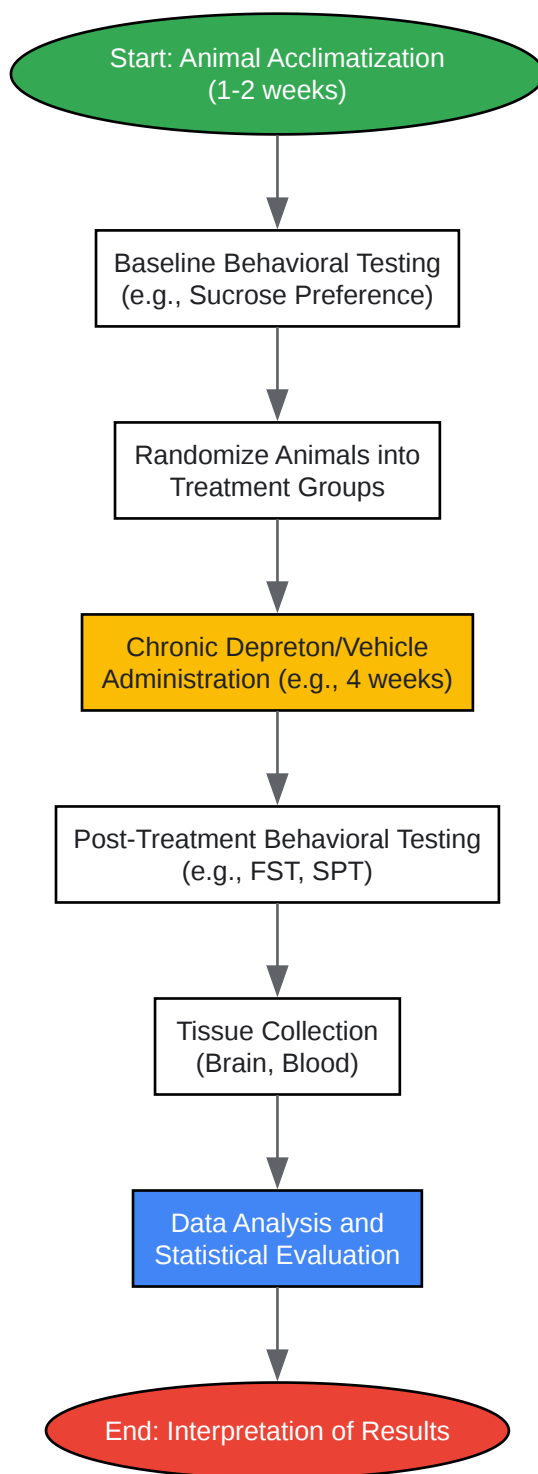 Start: Animal Acclimatization
(1-2 weeks)
Baseline Behavioral Testing
(e.g., Sucrose Preference)
Randomize Animals into
Treatment Groups
Chronic Depreton/Vehicle
Administration (e.g., 4 weeks)
Post-Treatment Behavioral Testing
(e.g., FST, SPT)
Tissue Collection
(Brain, Blood)
Data Analysis and
Statistical Evaluation
End: Interpretation of Results